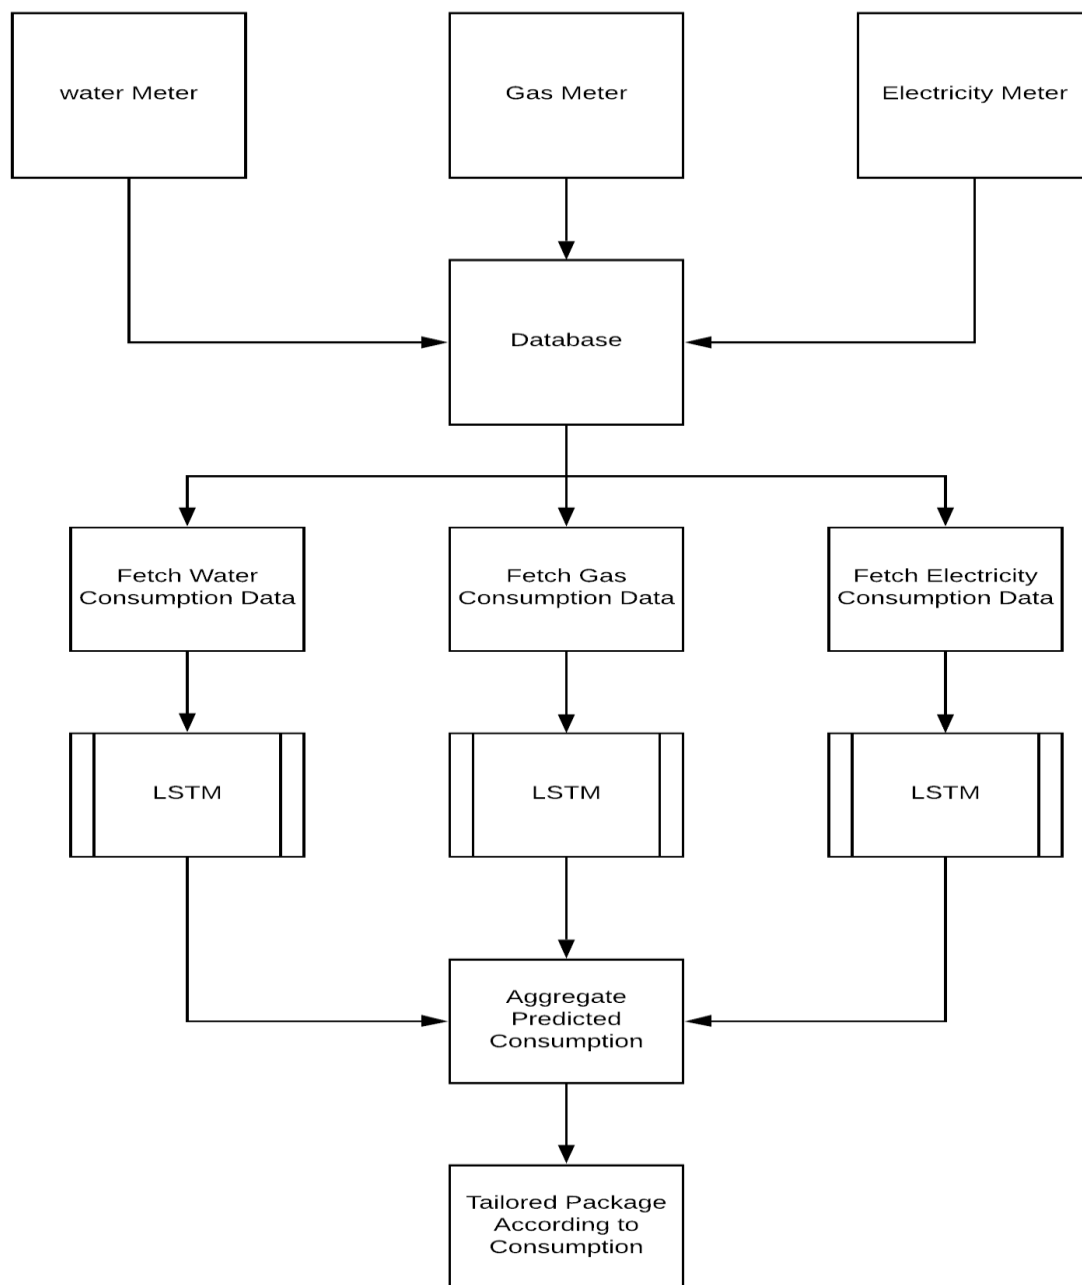 water Meter
Gas Meter
Electricity Meter
Database
Fetch Water
Consumption Data
Fetch Gas
Consumption Data
Fetch Electricity
Consumption Data
LSTM
LSTM
LSTM
Aggregate
Predicted
Consumption
Tailored Package
According to
Consumption